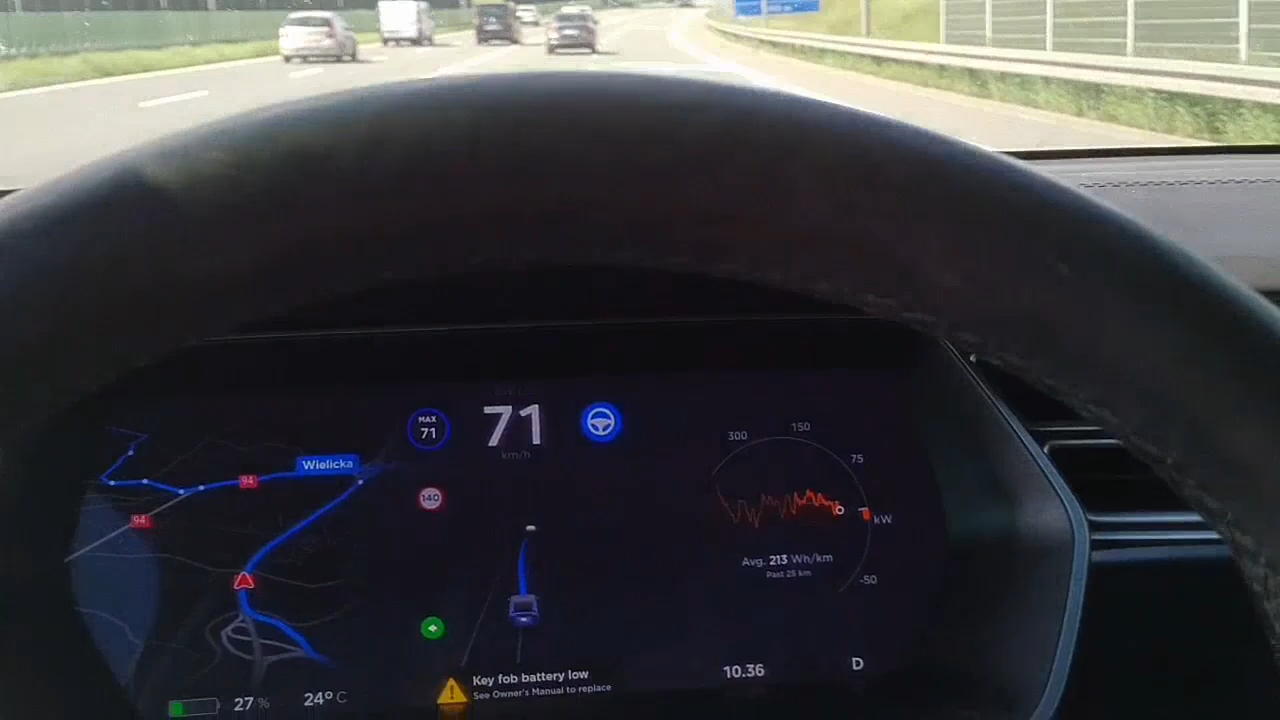 MAX
71
71
km/h
300
150
75
kW
-50
Wielicka
94
94
140
Avg. 213 Wh/km
Past 25 km
27 %
24° C
Key fob battery low
See Owner's Manual to replace
10.36
D